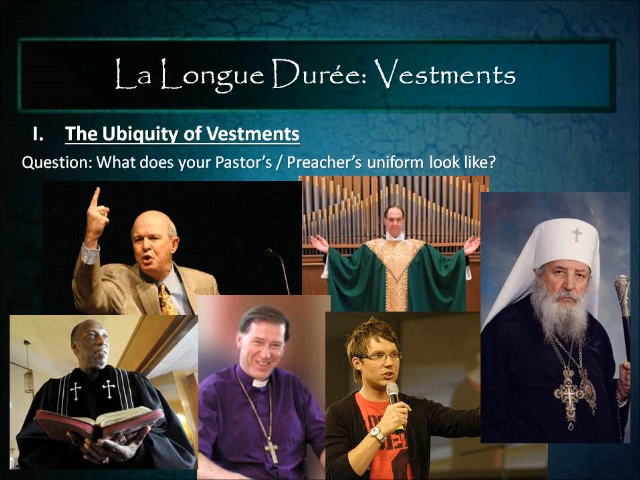 La Longue Durée: Vestments
I. The Ubiquity of Vestments
Question: What does your Pastor's / Preacher's uniform look like?